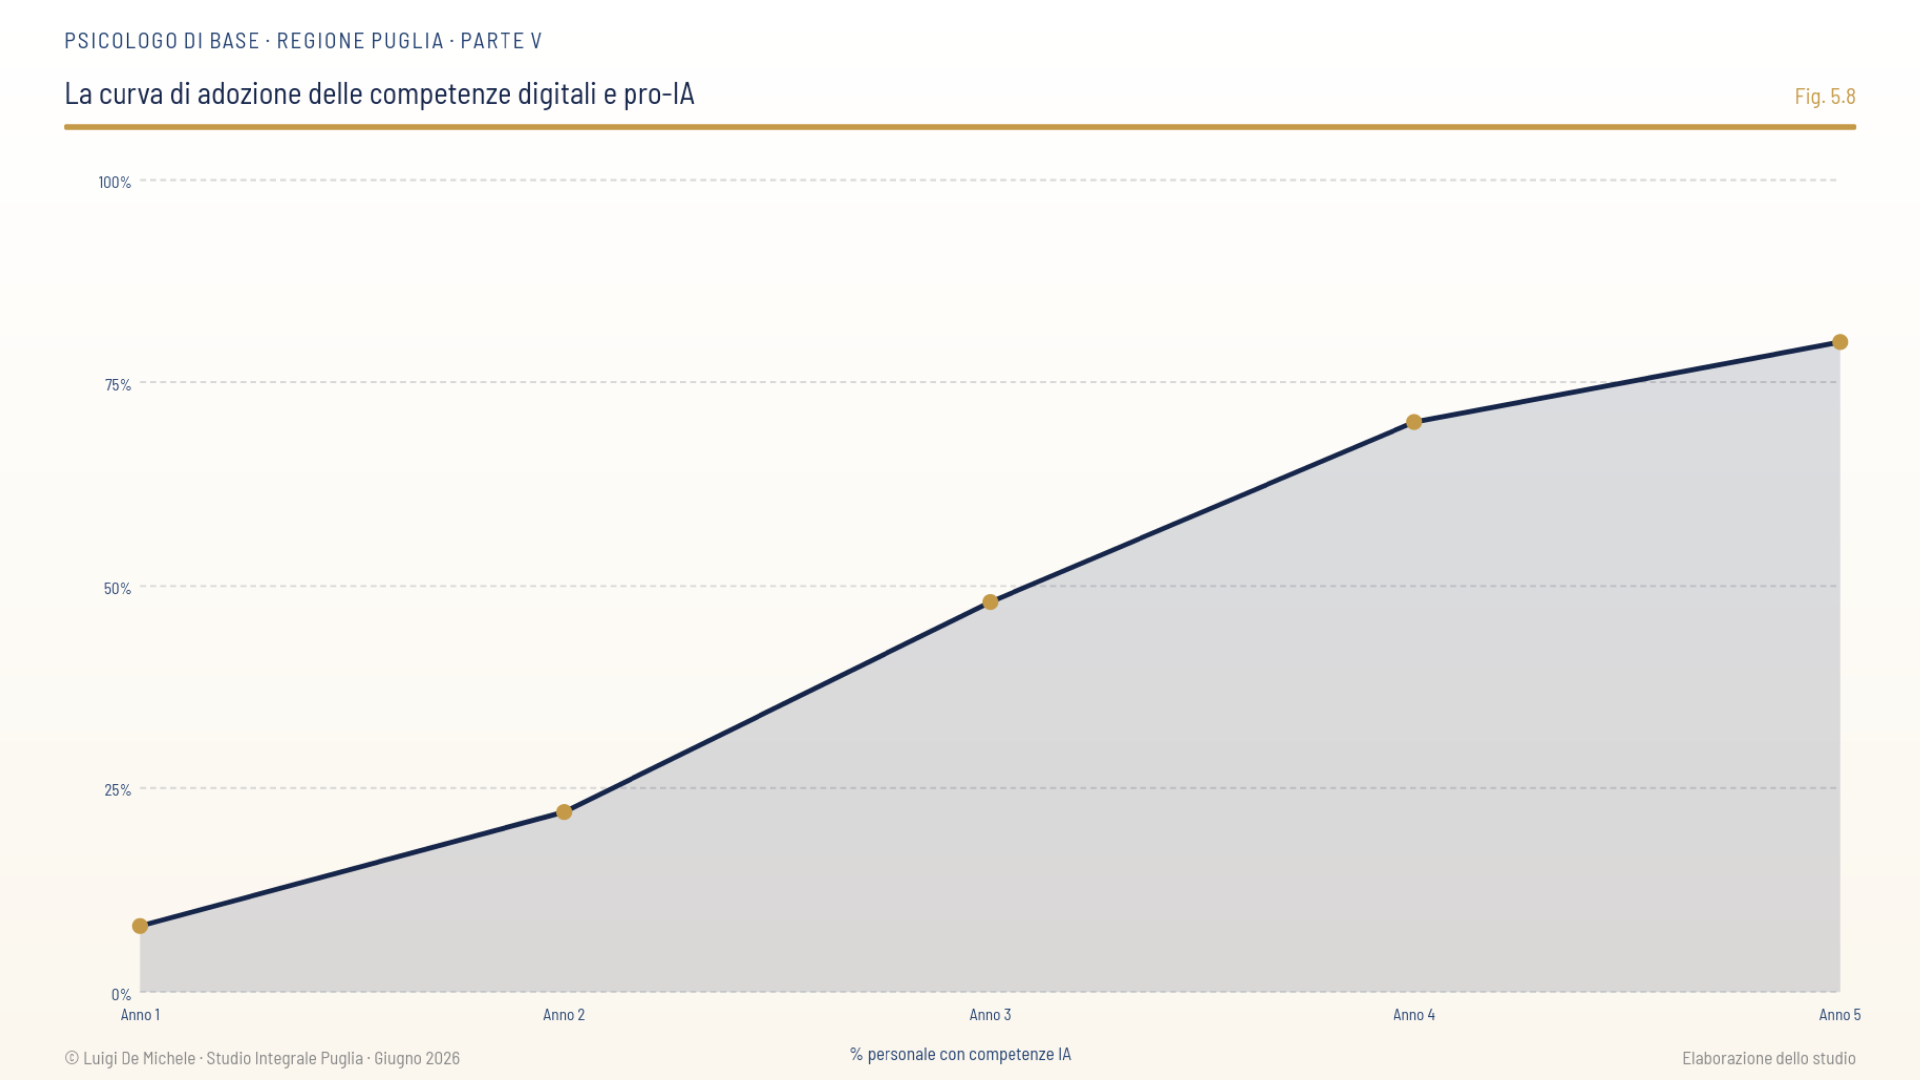 PSICOLOGO DI BASE · REGIONE PUGLIA · PARTE V
La curva di adozione delle competenze digitali e pro-IA
Fig. 5.8
100%
75%
50%
25%
0%
Anno 1
Anno 2
Anno 3
Anno 4
Anno 5
% personale con competenze IA
© Luigi De Michele · Studio Integrale Puglia · Giugno 2026
Elaborazione dello studio